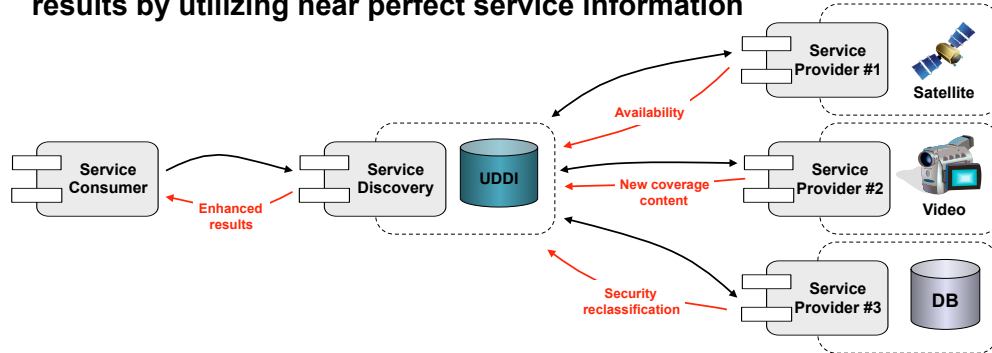 results by utilizing near perfect service information
Service
Provider #1
Satellite
Availability
Service
Consumer
Service
Discovery
UDDI
Enhanced
results
New coverage
content
Service
Provider #2
Video
Security
reclassification
Service
Provider #3
DB